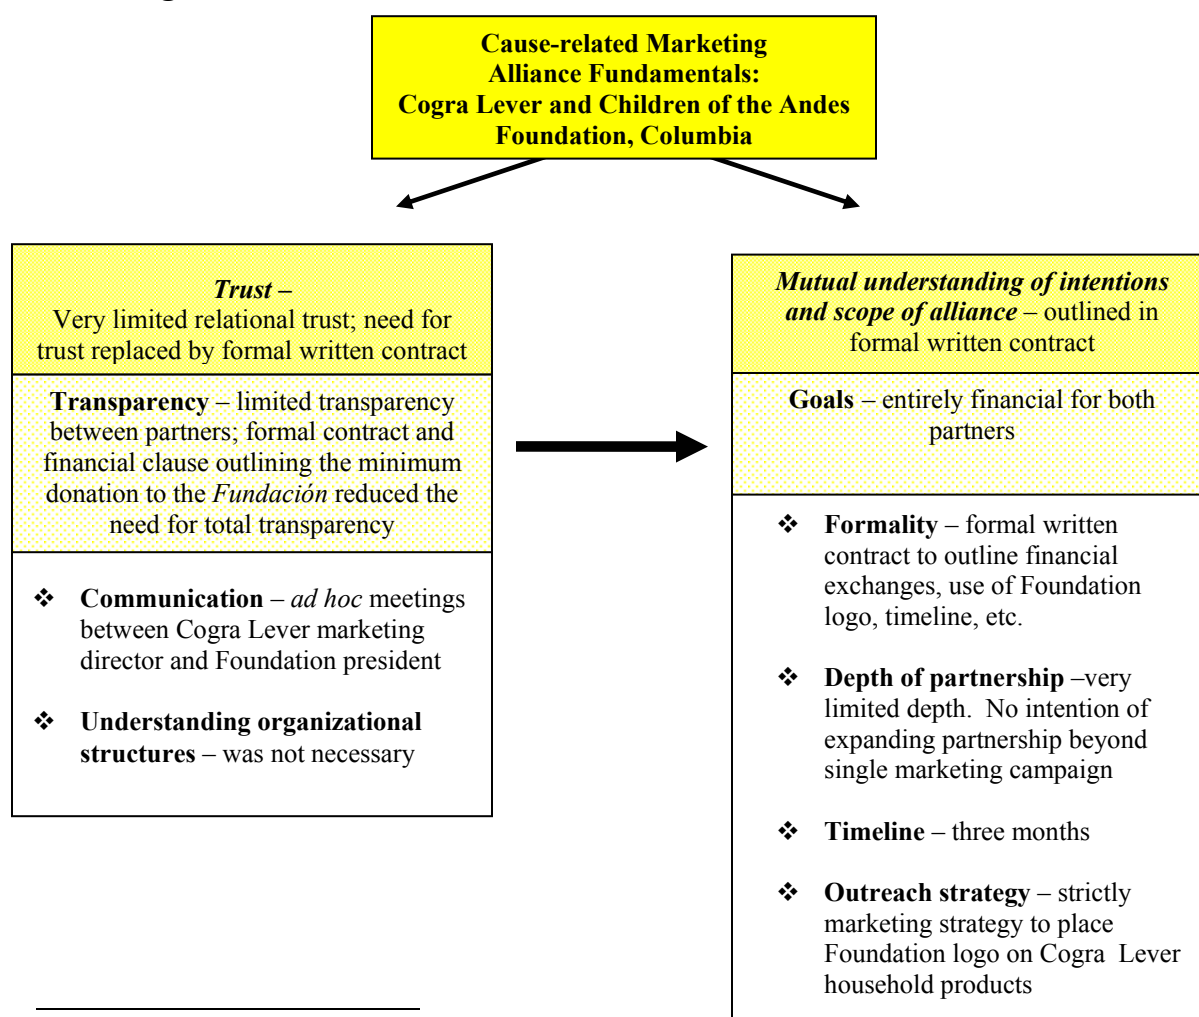 Cause-related Marketing
Alliance Fundamentals:
Cogra Lever and Children of the Andes
Foundation, Columbia
Trust –
Very limited relational trust; need for
trust replaced by formal written contract
Transparency – limited transparency
between partners; formal contract and
financial clause outlining the minimum
donation to the Fundación reduced the
need for total transparency
❖ Communication – ad hoc meetings
between Cogra Lever marketing
director and Foundation president
❖ Understanding organizational
structures – was not necessary
Mutual understanding of intentions
and scope of alliance – outlined in
formal written contract
Goals – entirely financial for both
partners
❖ Formality – formal written
contract to outline financial
exchanges, use of Foundation
logo, timeline, etc.
❖ Depth of partnership –very
limited depth.  No intention of
expanding partnership beyond
single marketing campaign
❖ Timeline – three months
❖ Outreach strategy – strictly
marketing strategy to place
Foundation logo on Cogra  Lever
household products